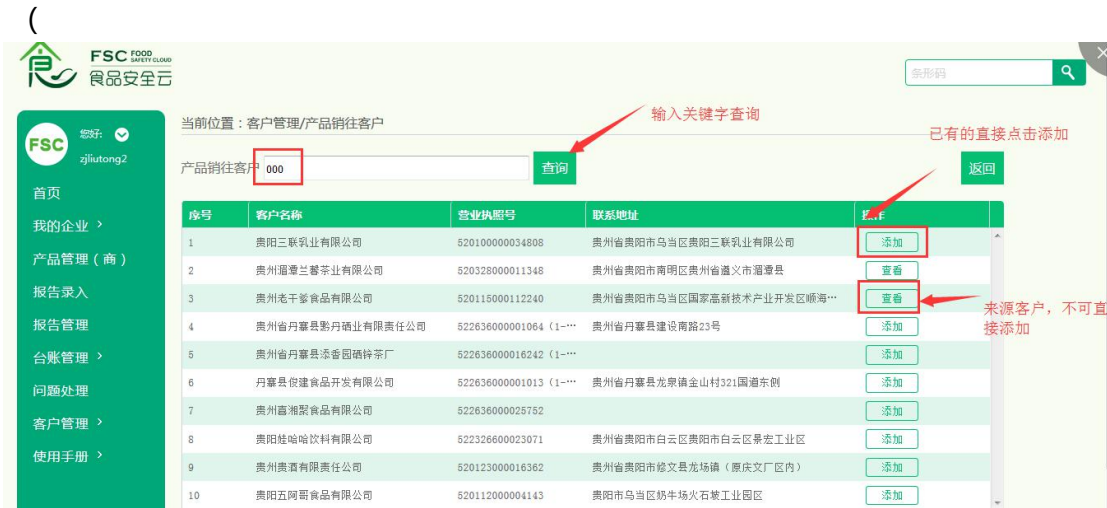 (
食 FSC FOOD SAFETY CLOUD
食品安全云
条形码
FSC 您好:
zjliutong2
首页
我的企业
产品管理（商）
报告录入
报告管理
台账管理
问题处理
客户管理
使用手册
当前位置：客户管理/产品销往客户
输入关键字查询
已有的直接点击添加
产品销往客户 000 查询 返回
序号 客户名称 营业执照号 联系地址 操作
1 贵阳三联乳业有限公司 520100000034808 贵州省贵阳市乌当区贵阳三联乳业有限公司 添加
2 贵州湄潭兰馨茶业有限公司 520328000011348 贵州省贵阳市南明区贵州省遵义市湄潭县 查看
3 贵州老干爹食品有限公司 520115000112240 贵州省贵阳市乌当区国家高新技术产业开发区顺海… 查看
来源客户，不可直
接添加
4 贵州省丹寨县黔丹硒业有限责任公司 522636000001064 (1-… 贵州省丹寨县建设南路23号 添加
5 贵州省丹寨县添香园硒锌茶厂 522636000016242 (1-… 添加
6 丹寨县俊建食品开发有限公司 522636000001013 (1-… 贵州省丹寨县龙泉镇金山村321国道东侧 添加
7 贵州喜湘聚食品有限公司 522636000025752 添加
8 贵阳娃哈哈饮料有限公司 522326600023071 贵州省贵阳市白云区贵阳市白云区景宏工业区 添加
9 贵州贵酒有限责任公司 520123000016362 贵州省贵阳市修文县龙场镇（原庆文厂区内） 添加
10 贵阳五阿哥食品有限公司 520112000004143 贵阳市乌当区奶牛场火石坡工业园区 添加